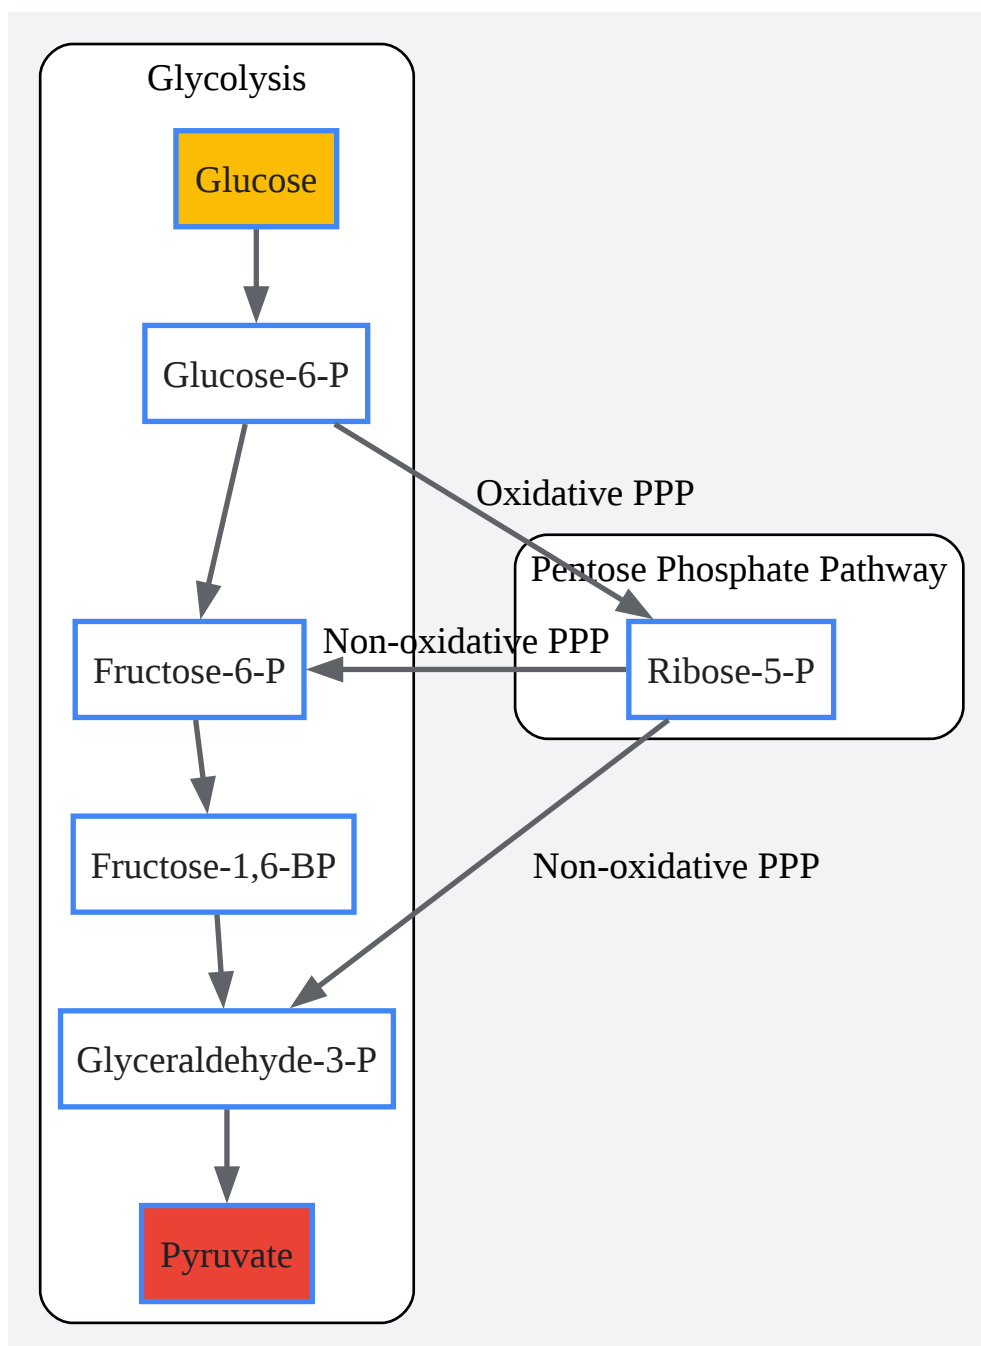 Glycolysis
Glucose
Glucose-6-P
Oxidative PPP
Pentose Phosphate Pathway
Non-oxidative PPP
Fructose-6-P
Ribose-5-P
Fructose-1,6-BP
Non-oxidative PPP
Glyceraldehyde-3-P
Pyruvate